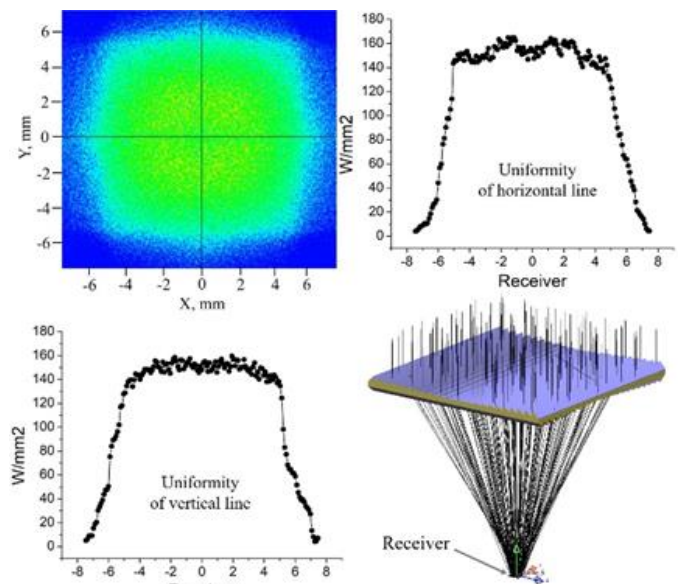 6
4
2
0
-2
-4
-6
Y, mm
-6 -4 -2 0 2 4 6
X, mm
180
160
140
120
100
80
60
40
20
0
W/mm2
Uniformity
of horizontal line
-8 -6 -4 -2 0 2 4 6 8
Receiver
180
160
140
120
100
80
60
40
20
0
W/mm2
Uniformity
of vertical line
-8 -6 -4 -2 0 2 4 6 8
Receiver